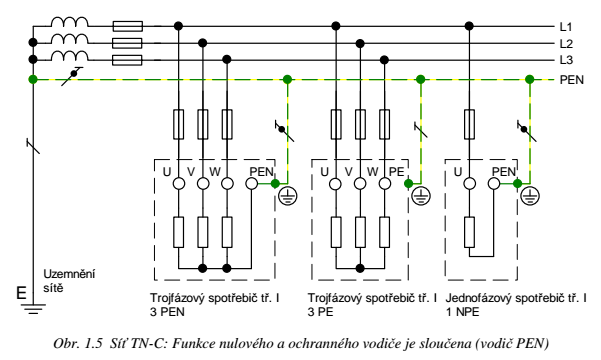 L1
L2
L3
PEN
U V W PEN
U V W PE
U PEN
E
Uzemnění
sítě
Trojfázový spotřebič tř. I
3 PEN
Trojfázový spotřebič tř. I
3 PE
Jednofázový spotřebič tř. I
1 NPE
Obr. 1.5 Síť TN-C: Funkce nulového a ochranného vodiče je sloučena (vodič PEN)